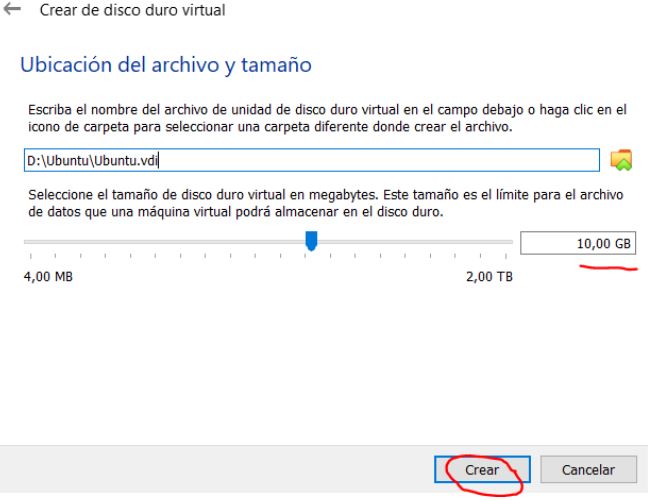 Crear de disco duro virtual
Ubicación del archivo y tamaño
Escriba el nombre del archivo de unidad de disco duro virtual en el campo debajo o haga clic en el
icono de carpeta para seleccionar una carpeta diferente donde crear el archivo.
D:\Ubuntu\Ubuntu.vdi
Seleccione el tamaño de disco duro virtual en megabytes. Este tamaño es el límite para el archivo
de datos que una máquina virtual podrá almacenar en el disco duro.
10,00 GB
4,00 MB 2,00 TB
Crear Cancelar